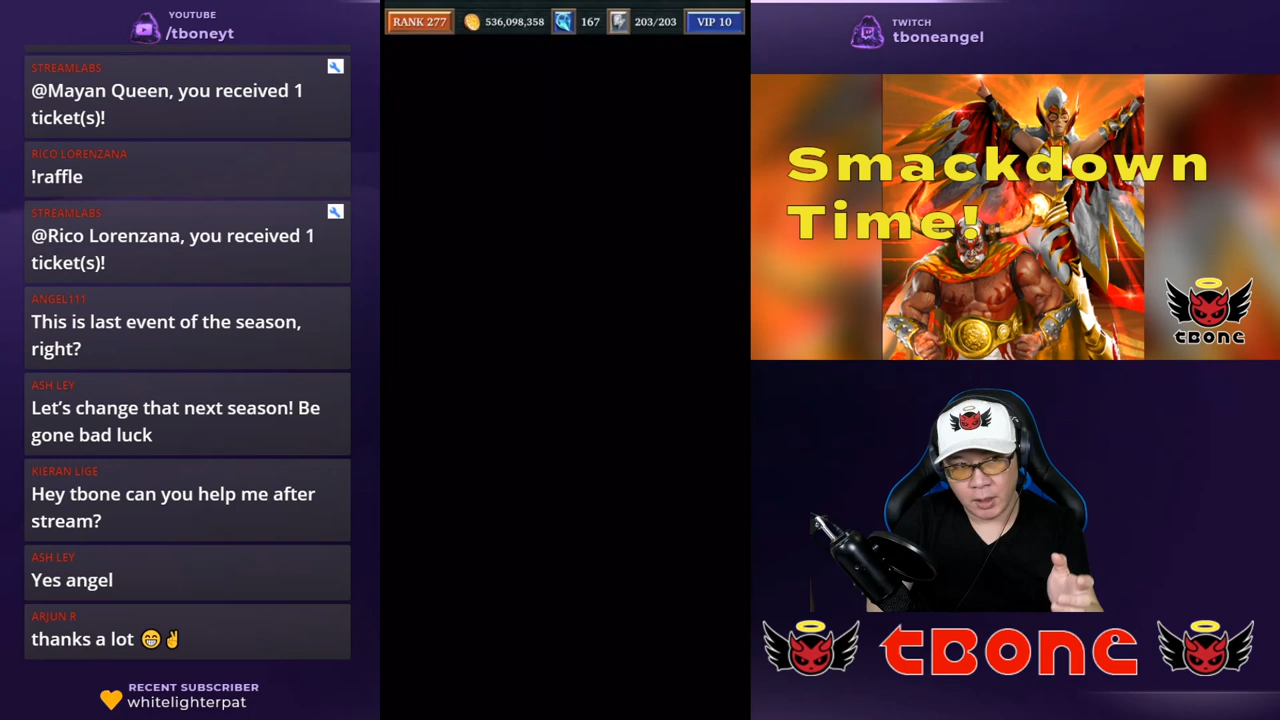 YOUTUBE
/tboneyt
STREAMLABS
@Mayan Queen, you received 1
ticket(s)!
RICO LORENZANA
!raffle
STREAMLABS
@Rico Lorenzana, you received 1
ticket(s)!
ANGEL111
This is last event of the season,
right?
ASH LEY
Let's change that next season! Be
gone bad luck
KIERAN LIGE
Hey tbone can you help me after
stream?
ASH LEY
Yes angel
ARJUN R
thanks a lot 😁✌
RECENT SUBSCRIBER
whitelighterpat
RANK 277
536,098,358
167
203/203
VIP 10
TWITCH
tboneangel
Smackdown
Time!
tBONE
tBONE